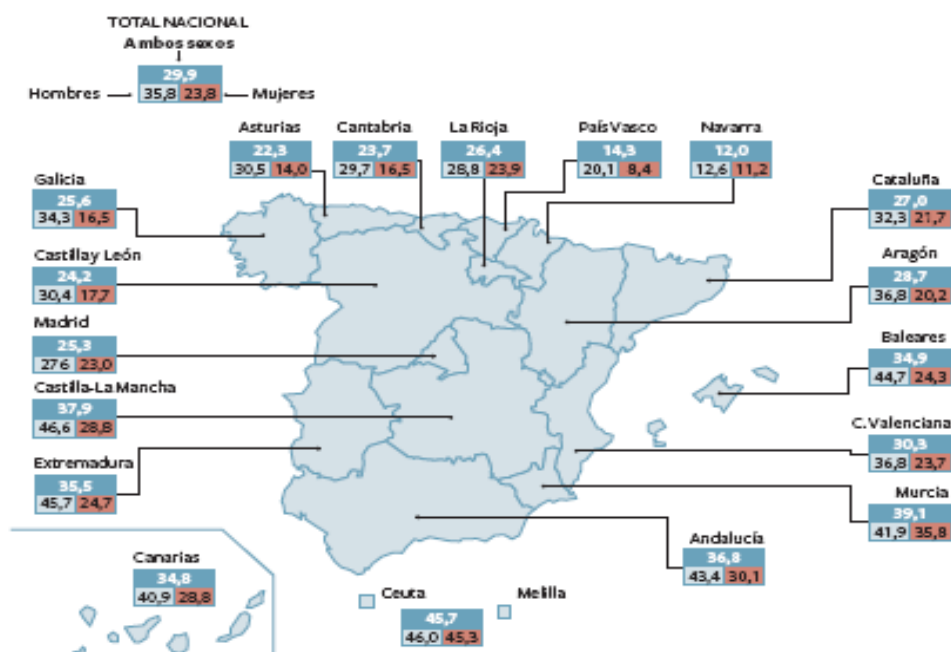 TOTAL NACIONAL
Ambos sexos
29,9
Hombres 35,8 23,8 Mujeres
Asturias
22,3
30,5 14,0
Cantabria
23,7
29,7 16,5
La Rioja
26,4
28,8 23,9
País Vasco
14,3
20,1 8,4
Navarra
12,0
12,6 11,2
Galicia
25,6
34,3 16,5
Cataluña
27,0
32,3 21,7
Castilla y León
24,2
30,4 17,7
Aragón
28,7
36,8 20,2
Madrid
25,3
27 6 23,0
Baleares
34,9
44,7 24,3
Castilla-La Mancha
37,9
46,6 28,8
C. Valenciana
30,3
36,8 23,7
Extremadura
35,5
45,7 24,7
Murcia
39,1
41,9 35,8
Andalucía
36,8
43,4 30,1
Canarias
34,8
40,9 28,8
Ceuta Melilla
45,7
46,0 45,3